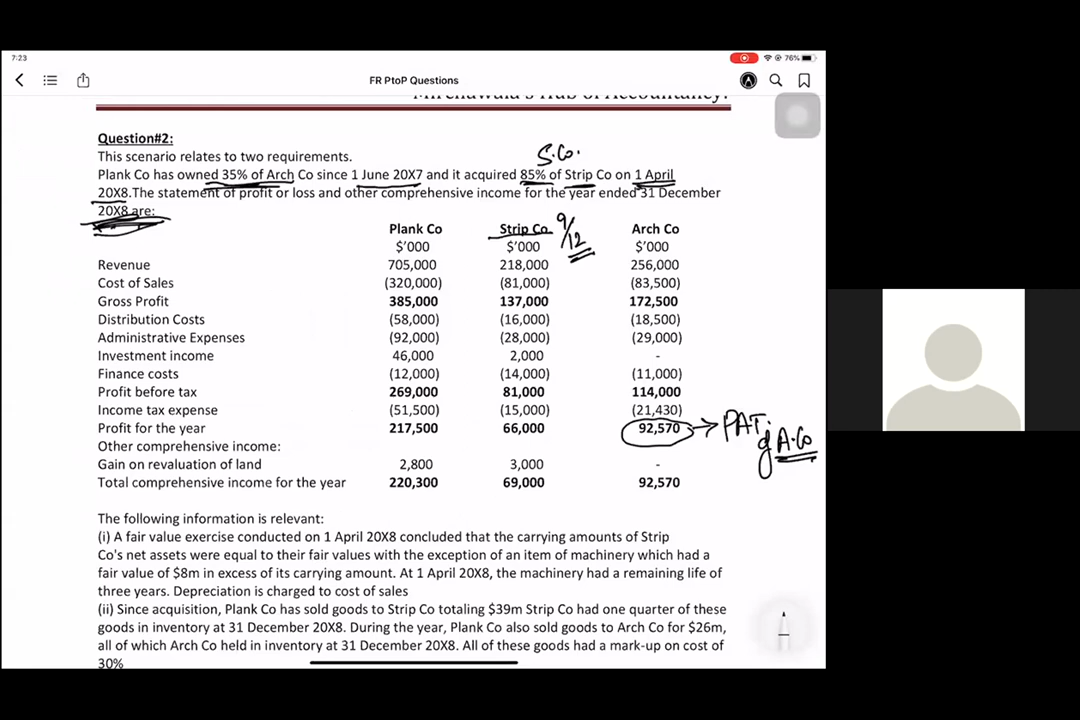 7:23
76%
FR PtoP Questions
Mirchawala's Hub of Accountancy.
Question#2:
This scenario relates to two requirements.
S.Co.
Plank Co has owned 35% of Arch Co since 1 June 20X7 and it acquired 85% of Strip Co on 1 April
20X8.The statement of profit or loss and other comprehensive income for the year ended 31 December
20X8 are:
Plank Co Strip Co Arch Co
9/12
$'000 $'000 $'000
Revenue 705,000 218,000 256,000
Cost of Sales (320,000) (81,000) (83,500)
Gross Profit 385,000 137,000 172,500
Distribution Costs (58,000) (16,000) (18,500)
Administrative Expenses (92,000) (28,000) (29,000)
Investment income 46,000 2,000 -
Finance costs (12,000) (14,000) (11,000)
Profit before tax 269,000 81,000 114,000
Income tax expense (51,500) (15,000) (21,430)
Profit for the year 217,500 66,000 92,570 → PAT
of A.Co
Other comprehensive income:
Gain on revaluation of land 2,800 3,000 -
Total comprehensive income for the year 220,300 69,000 92,570
The following information is relevant:
(i) A fair value exercise conducted on 1 April 20X8 concluded that the carrying amounts of Strip
Co's net assets were equal to their fair values with the exception of an item of machinery which had a
fair value of $8m in excess of its carrying amount. At 1 April 20X8, the machinery had a remaining life of
three years. Depreciation is charged to cost of sales
(ii) Since acquisition, Plank Co has sold goods to Strip Co totaling $39m Strip Co had one quarter of these
goods in inventory at 31 December 20X8. During the year, Plank Co also sold goods to Arch Co for $26m,
all of which Arch Co held in inventory at 31 December 20X8. All of these goods had a mark-up on cost of
30%